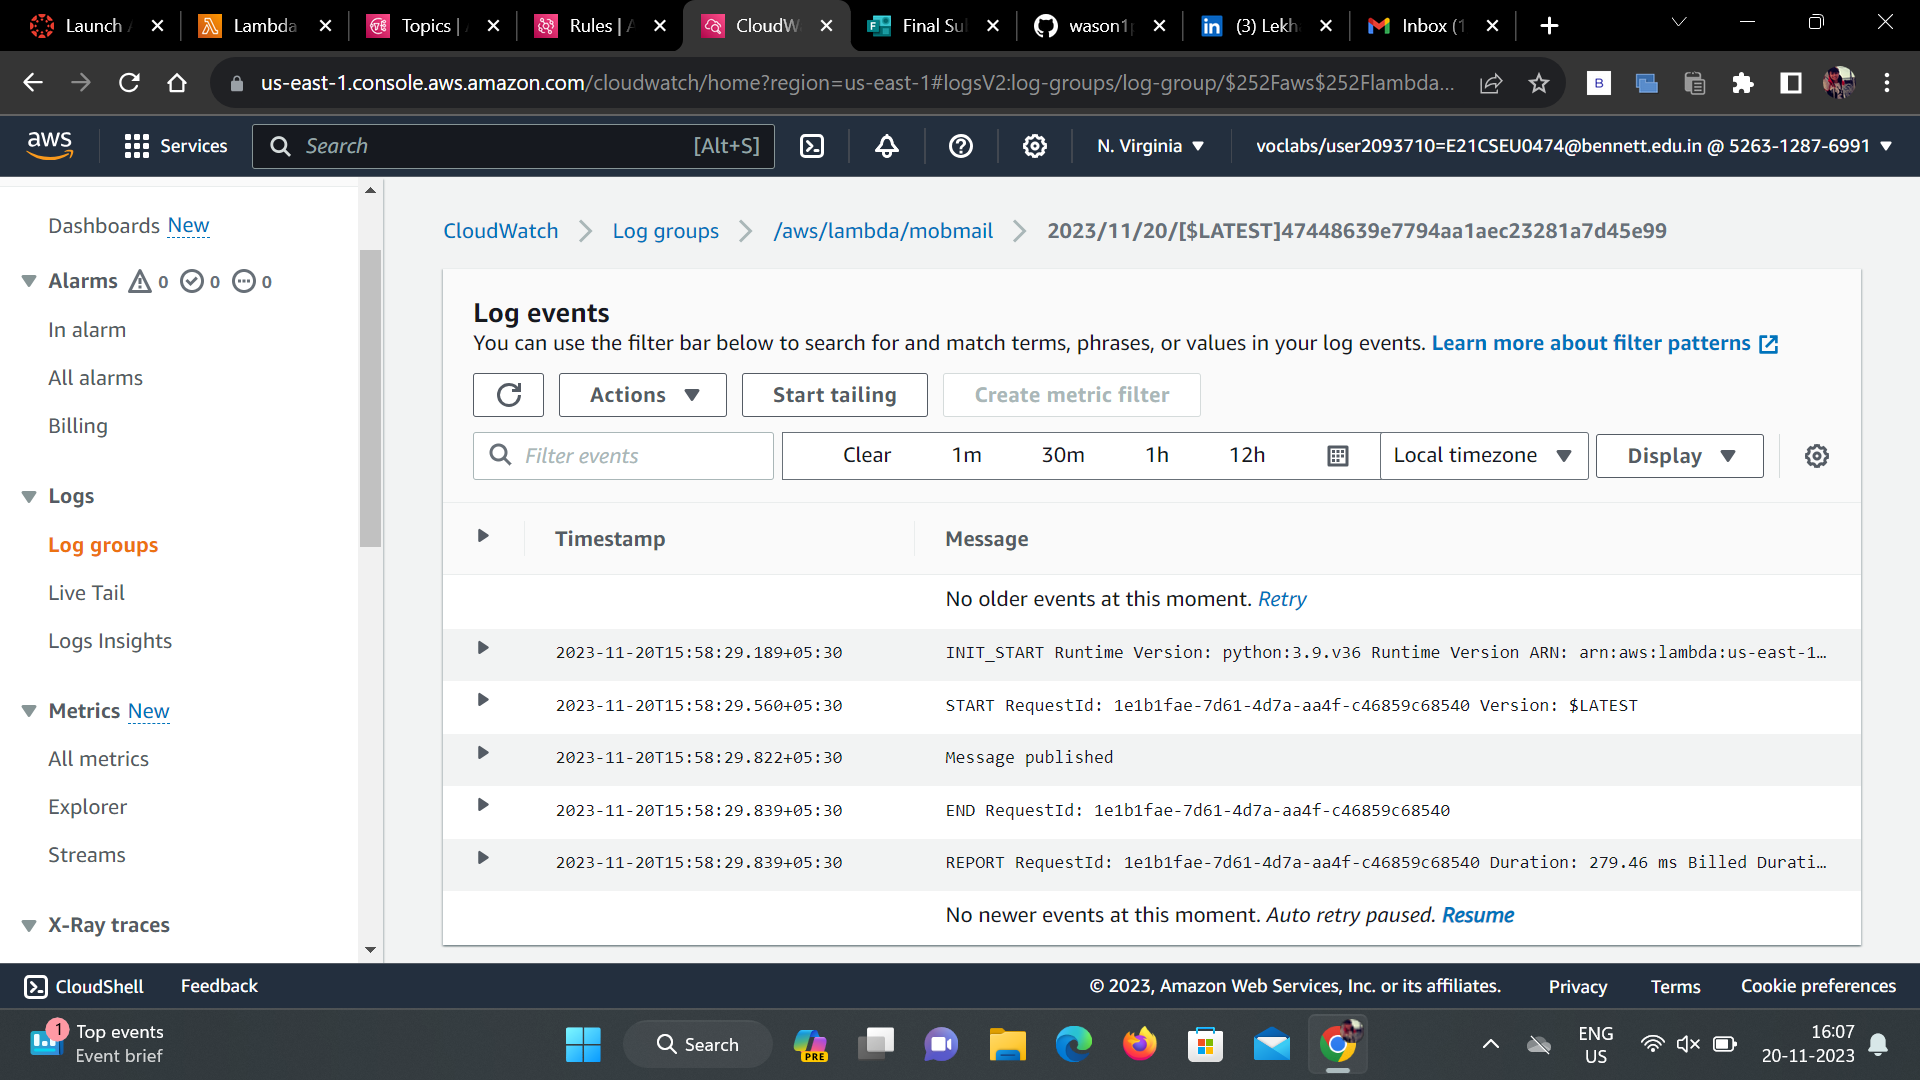 Launch
Lambda
Topics |
Rules |
CloudW
Final Sul
wason1
(3) Lekh
Inbox (1
us-east-1.console.aws.amazon.com/cloudwatch/home?region=us-east-1#logsV2:log-groups/log-group/$252Faws$252Flambda...
B
aws
Services
Search
[Alt+S]
N. Virginia
voclabs/user2093710=E21CSEU0474@bennett.edu.in @ 5263-1287-6991
Dashboards New
Alarms 0 0 0
In alarm
All alarms
Billing
Logs
Log groups
Live Tail
Logs Insights
Metrics New
All metrics
Explorer
Streams
X-Ray traces
CloudWatch
Log groups
/aws/lambda/mobmail
2023/11/20/[$LATEST]47448639e7794aa1aec23281a7d45e99
Log events
You can use the filter bar below to search for and match terms, phrases, or values in your log events. Learn more about filter patterns
Actions
Start tailing
Create metric filter
Filter events
Clear 1m 30m 1h 12h
Local timezone
Display
Timestamp Message
No older events at this moment. Retry
2023-11-20T15:58:29.189+05:30 INIT_START Runtime Version: python:3.9.v36 Runtime Version ARN: arn:aws:lambda:us-east-1...
2023-11-20T15:58:29.560+05:30 START RequestId: 1e1b1fae-7d61-4d7a-aa4f-c46859c68540 Version: $LATEST
2023-11-20T15:58:29.822+05:30 Message published
2023-11-20T15:58:29.839+05:30 END RequestId: 1e1b1fae-7d61-4d7a-aa4f-c46859c68540
2023-11-20T15:58:29.839+05:30 REPORT RequestId: 1e1b1fae-7d61-4d7a-aa4f-c46859c68540 Duration: 279.46 ms Billed Durati...
No newer events at this moment. Auto retry paused. Resume
CloudShell
Feedback
© 2023, Amazon Web Services, Inc. or its affiliates.
Privacy
Terms
Cookie preferences
1
Top events
Event brief
Search
PRE
ENG
US
16:07
20-11-2023